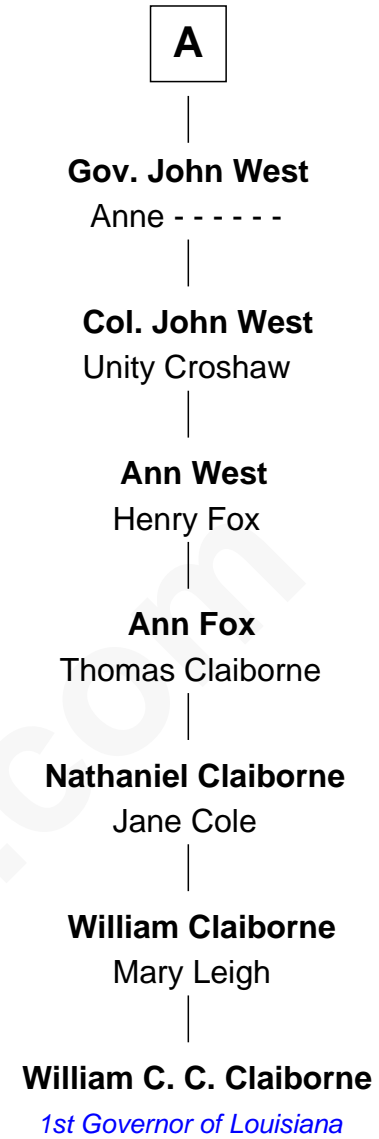 A
Gov. John West
Anne - - - - - -
Col. John West
Unity Croshaw
Ann West
Henry Fox
Ann Fox
Thomas Claiborne
Nathaniel Claiborne
Jane Cole
William Claiborne
Mary Leigh
William C. C. Claiborne
1st Governor of Louisiana
.com